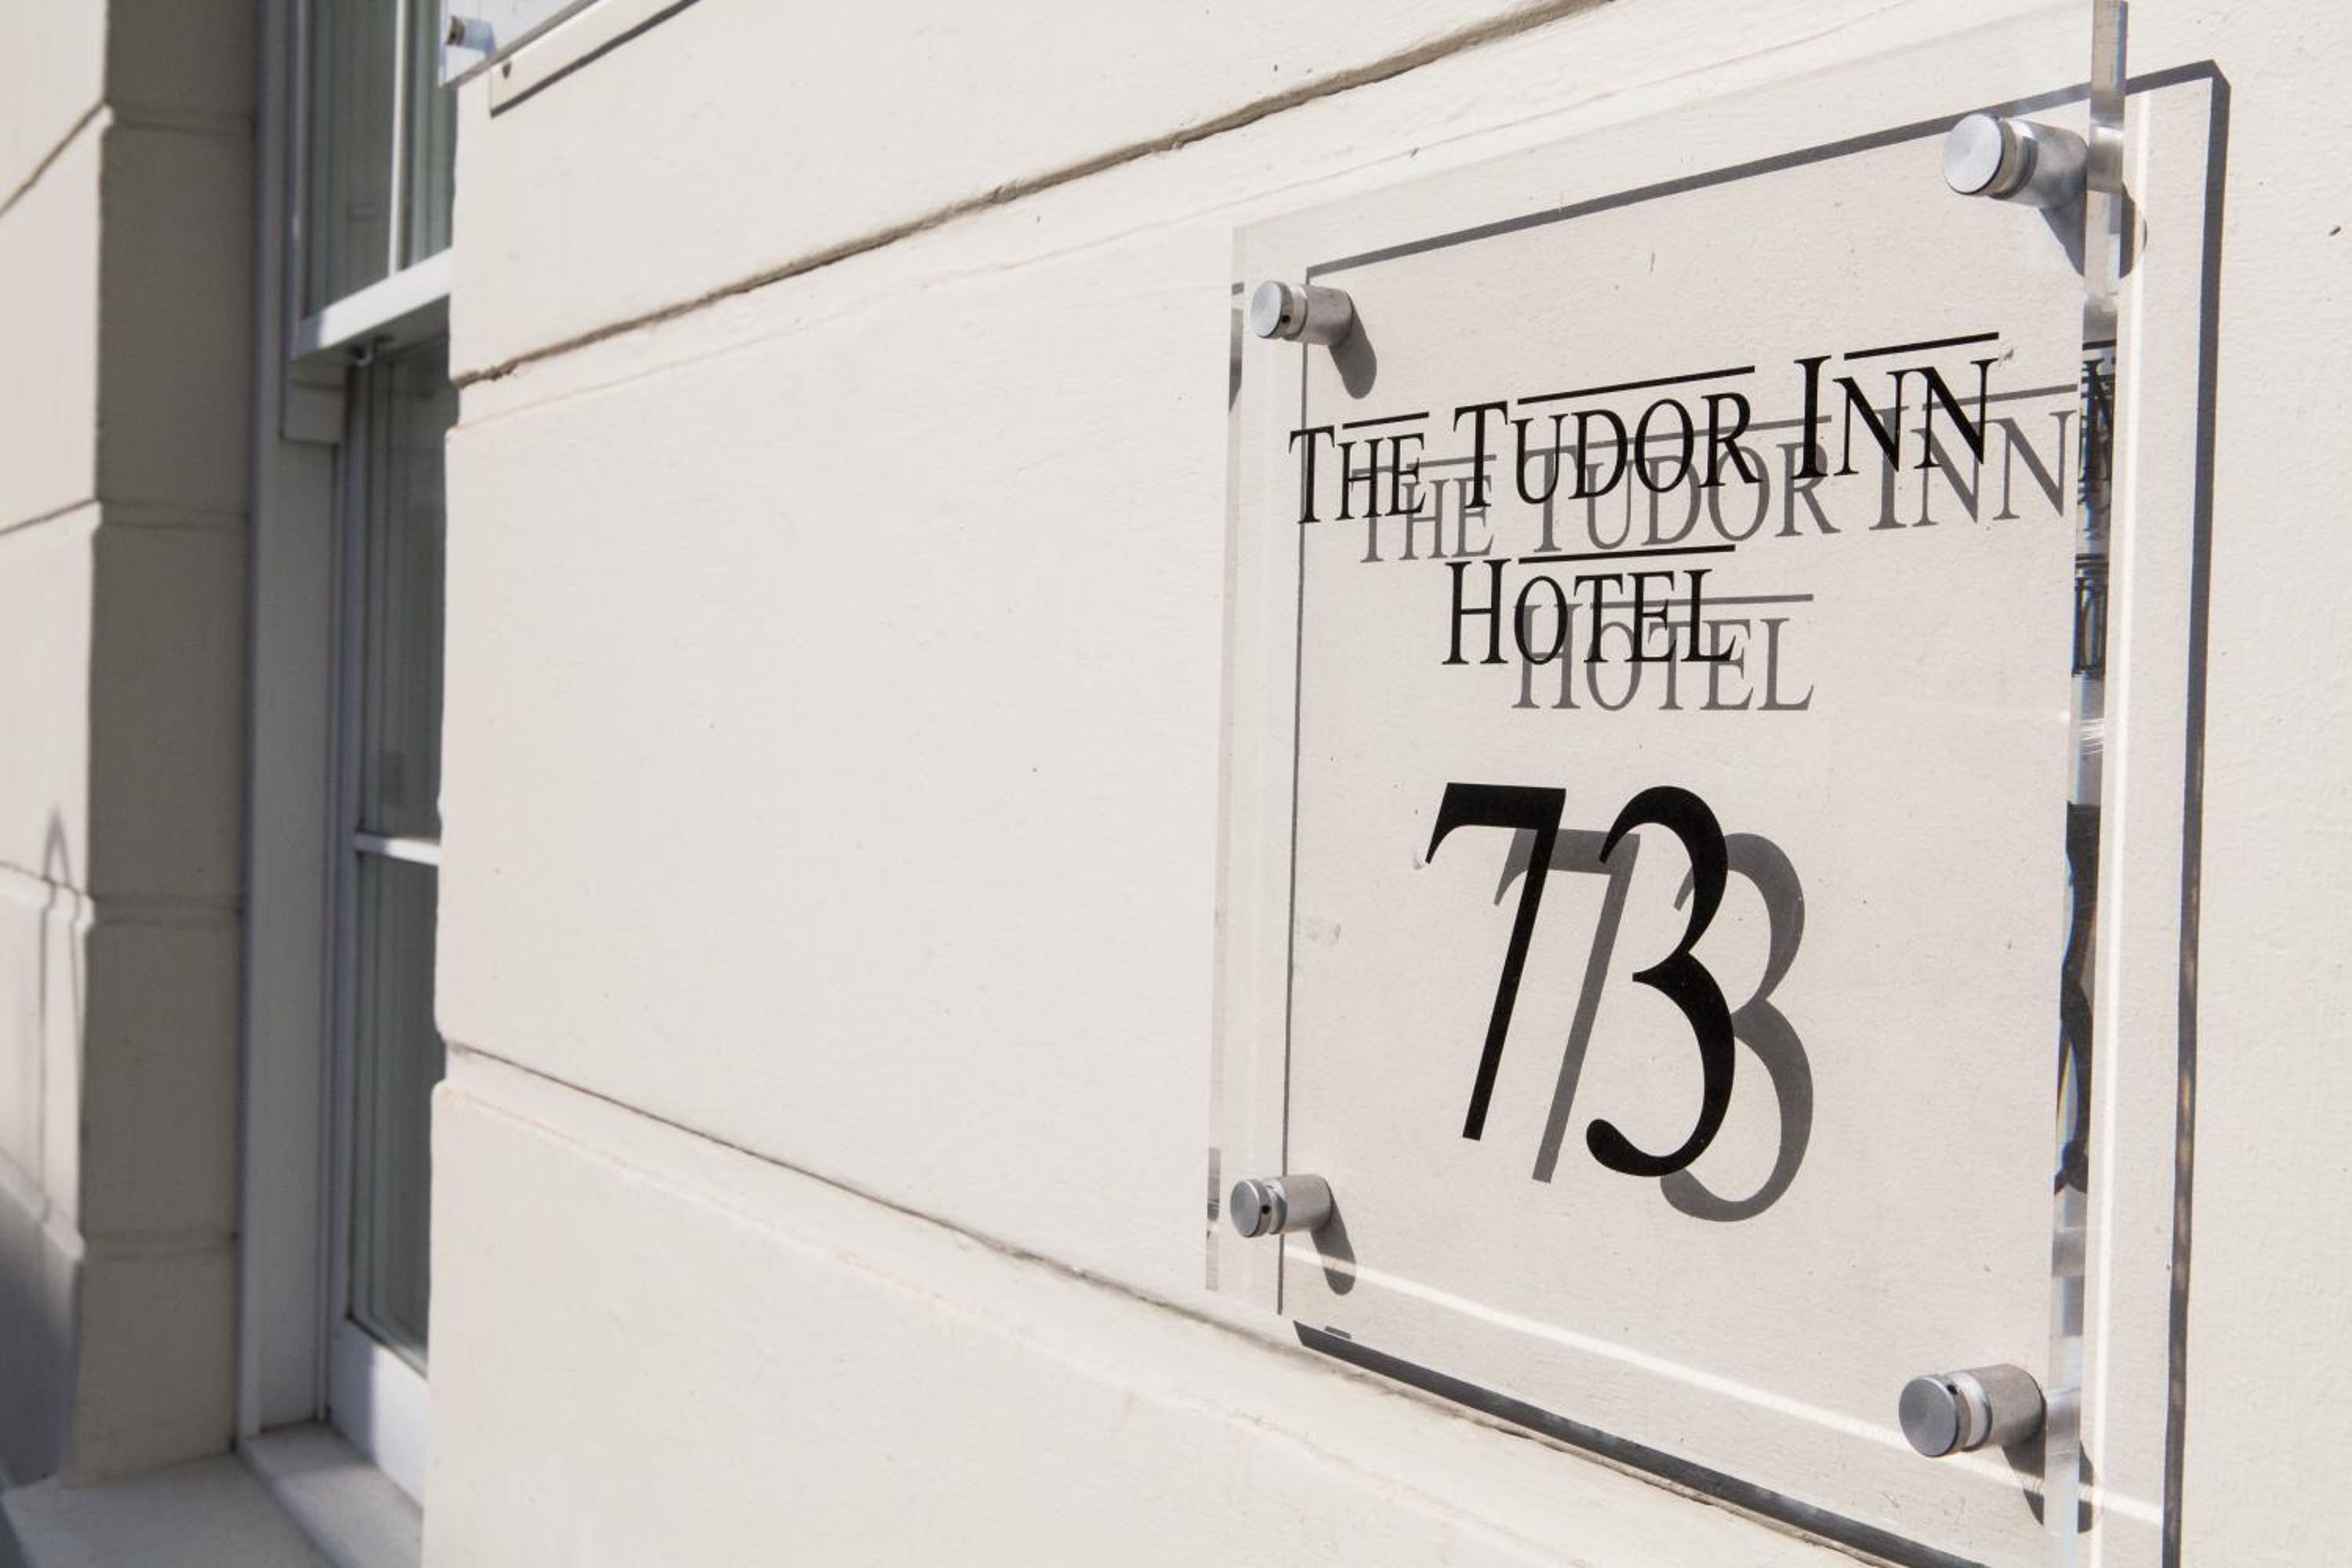 THE TUDOR INN
HOTEL
73